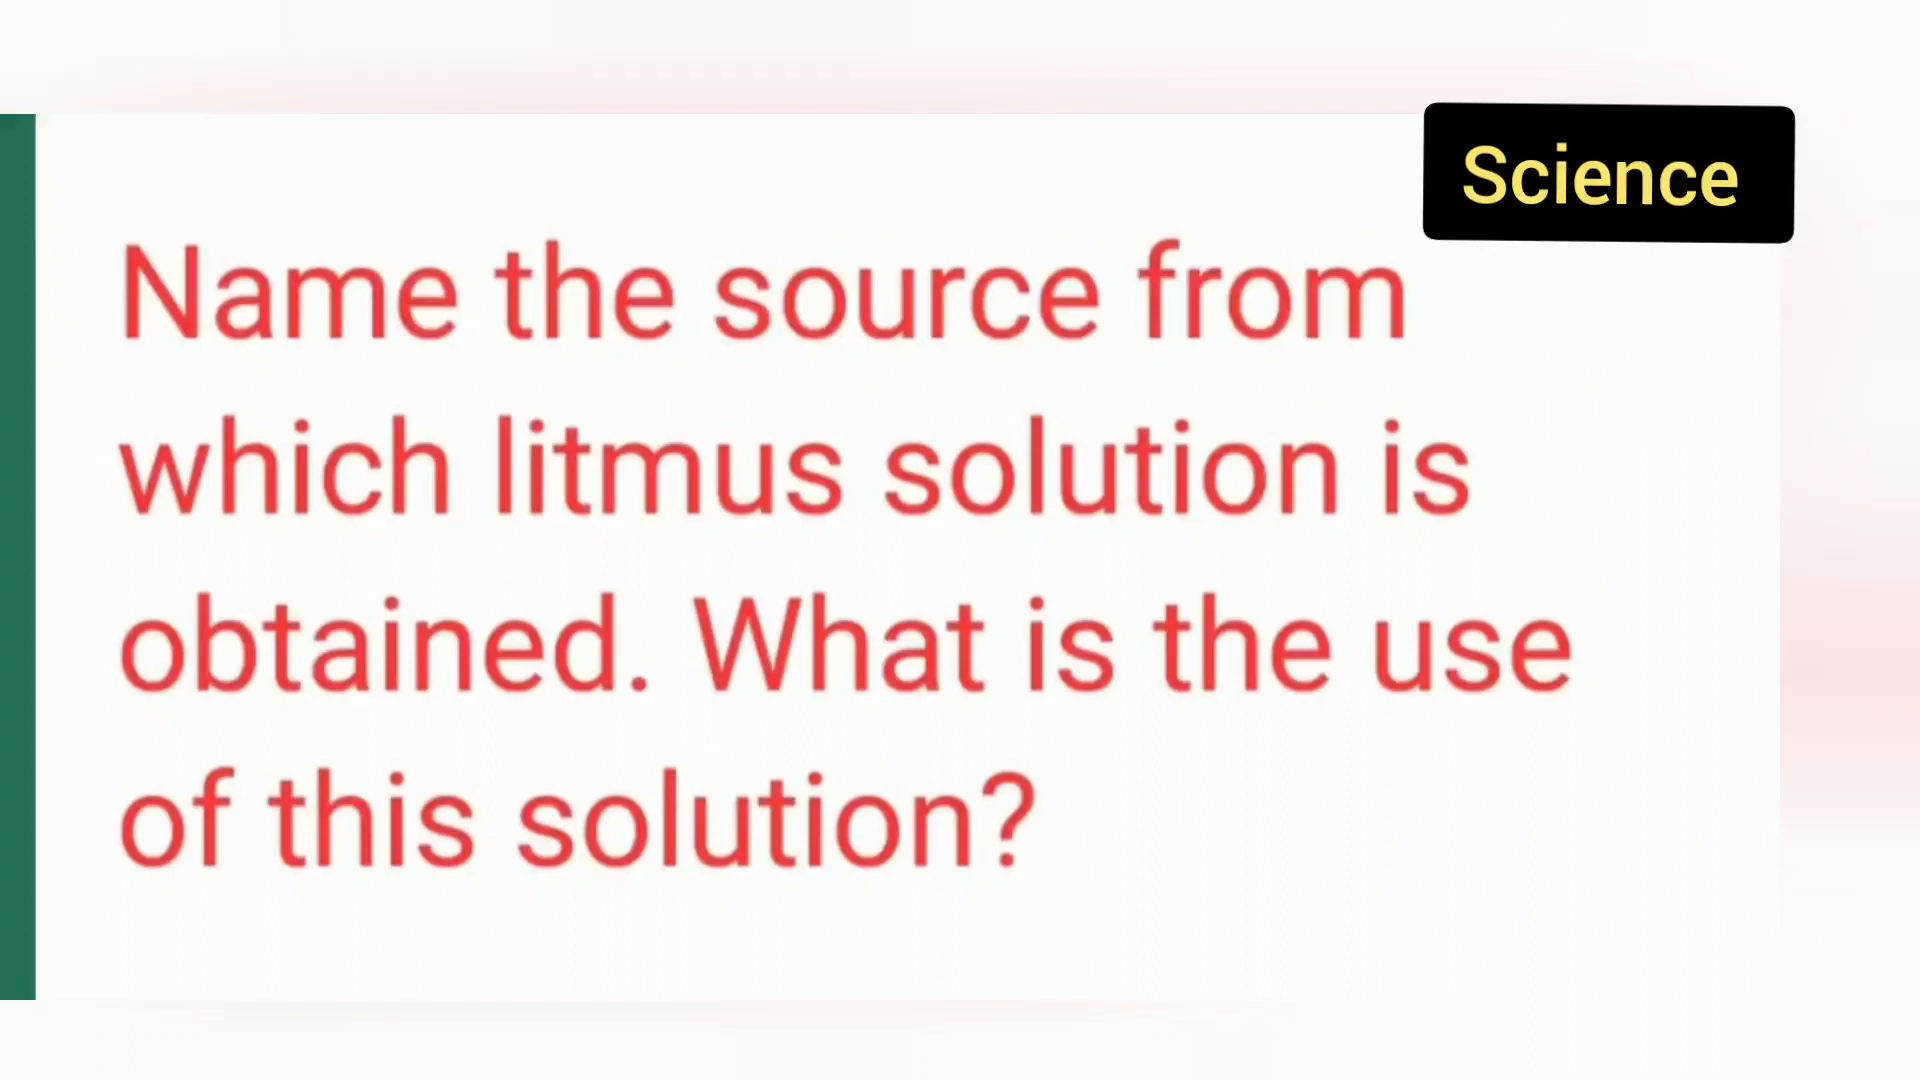 Science
Name the source from
which litmus solution is
obtained. What is the use
of this solution?